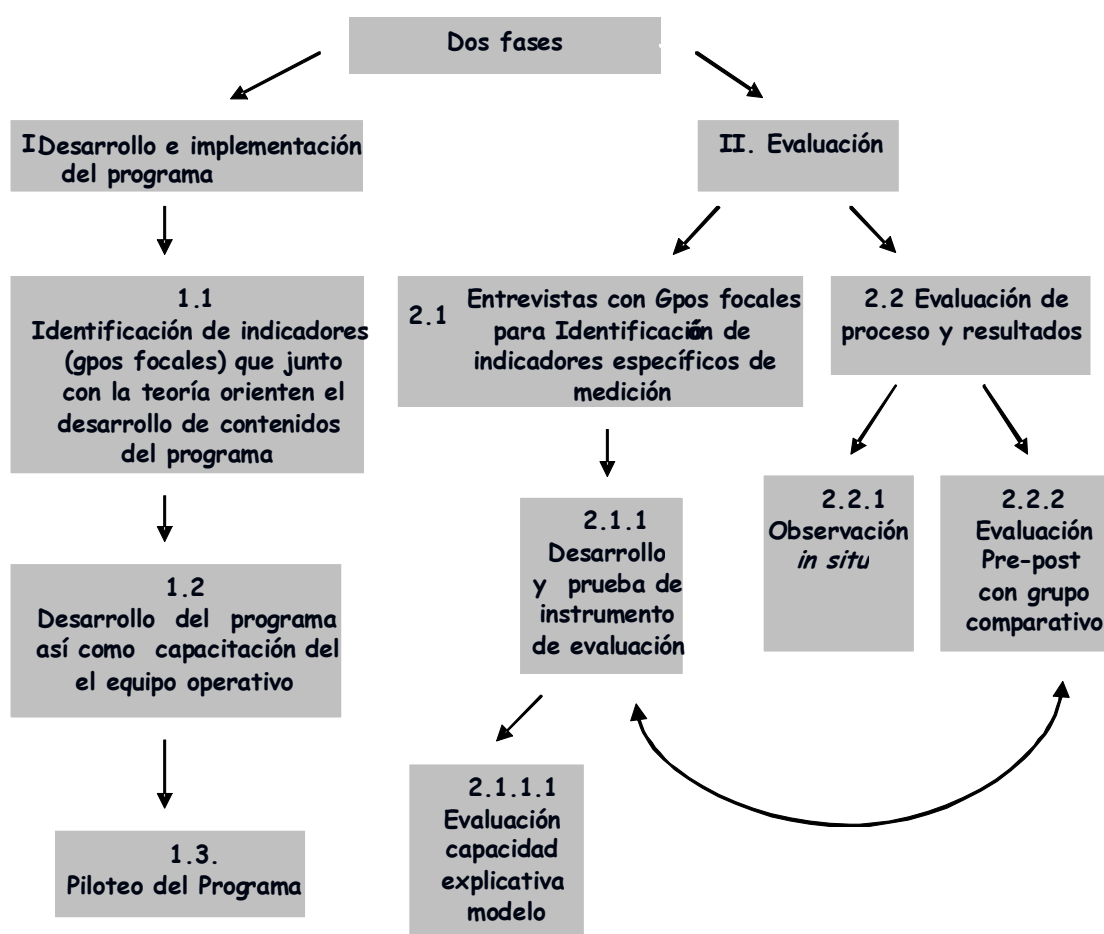 Dos fases
I Desarrollo e implementación
del programa
II. Evaluación
1.1
Identificación de indicadores
(gpos focales) que junto
con la teoría orienten el
desarrollo de contenidos
del programa
2.1 Entrevistas con Gpos focales
para Identificación de
indicadores específicos de
medición
2.2 Evaluación de
proceso y resultados
1.2
Desarrollo del programa
así como capacitación del
el equipo operativo
2.1.1
Desarrollo
y prueba de
instrumento
de evaluación
2.2.1
Observación
in situ
2.2.2
Evaluación
Pre-post
con grupo
comparativo
1.3.
Piloteo del Programa
2.1.1.1
Evaluación
capacidad
explicativa
modelo